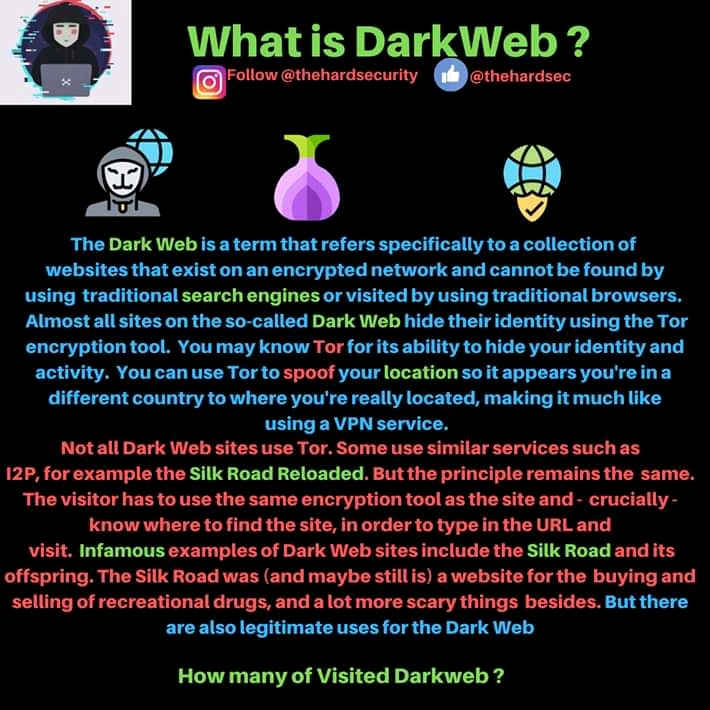 What is DarkWeb ?
Follow @thehardsecurity @thehardsec
The Dark Web is a term that refers specifically to a collection of
websites that exist on an encrypted network and cannot be found by
using traditional search engines or visited by using traditional browsers.
Almost all sites on the so-called Dark Web hide their identity using the Tor
encryption tool. You may know Tor for its ability to hide your identity and
activity. You can use Tor to spoof your location so it appears you're in a
different country to where you're really located, making it much like
using a VPN service.
Not all Dark Web sites use Tor. Some use similar services such as
I2P, for example the Silk Road Reloaded. But the principle remains the same.
The visitor has to use the same encryption tool as the site and - crucially -
know where to find the site, in order to type in the URL and
visit. Infamous examples of Dark Web sites include the Silk Road and its
offspring. The Silk Road was (and maybe still is) a website for the buying and
selling of recreational drugs, and a lot more scary things besides. But there
are also legitimate uses for the Dark Web
How many of Visited Darkweb ?